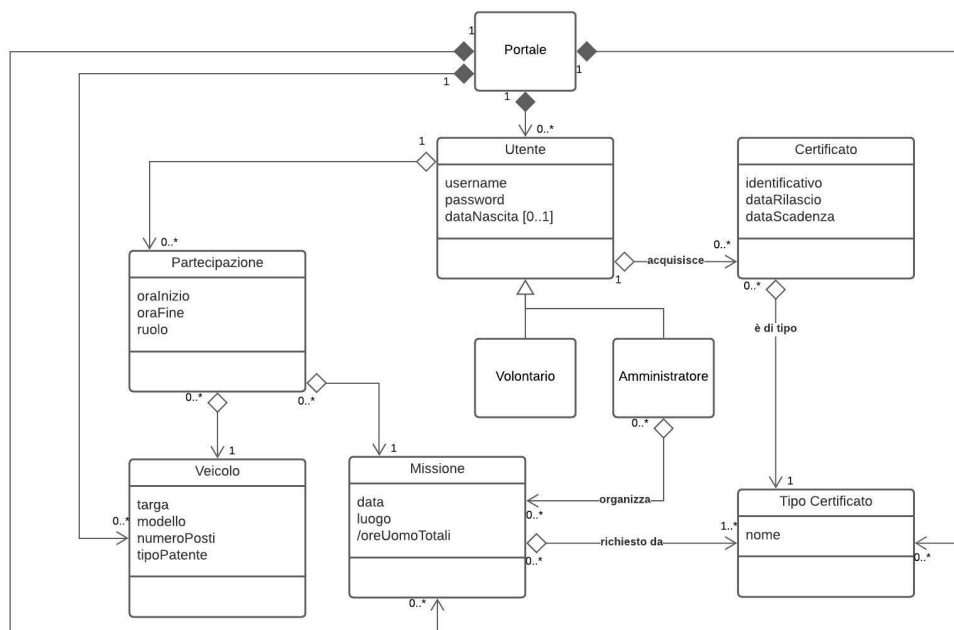 1
Portale
1
1
1
0..*
1
Utente
username
password
dataNascita [0..1]
Certificato
identificativo
dataRilascio
dataScadenza
0..*
Partecipazione
oraInizio
oraFine
ruolo
1
acquisisce
0..*
0..*
è di tipo
Volontario
Amministratore
0..*
0..*
0..*
1
1
1
Veicolo
targa
modello
numeroPosti
tipoPatente
0..*
Missione
data
luogo
/oreUomoTotali
organizza
0..*
richiesto da
0..*
1..*
Tipo Certificato
nome
0..*
0..*